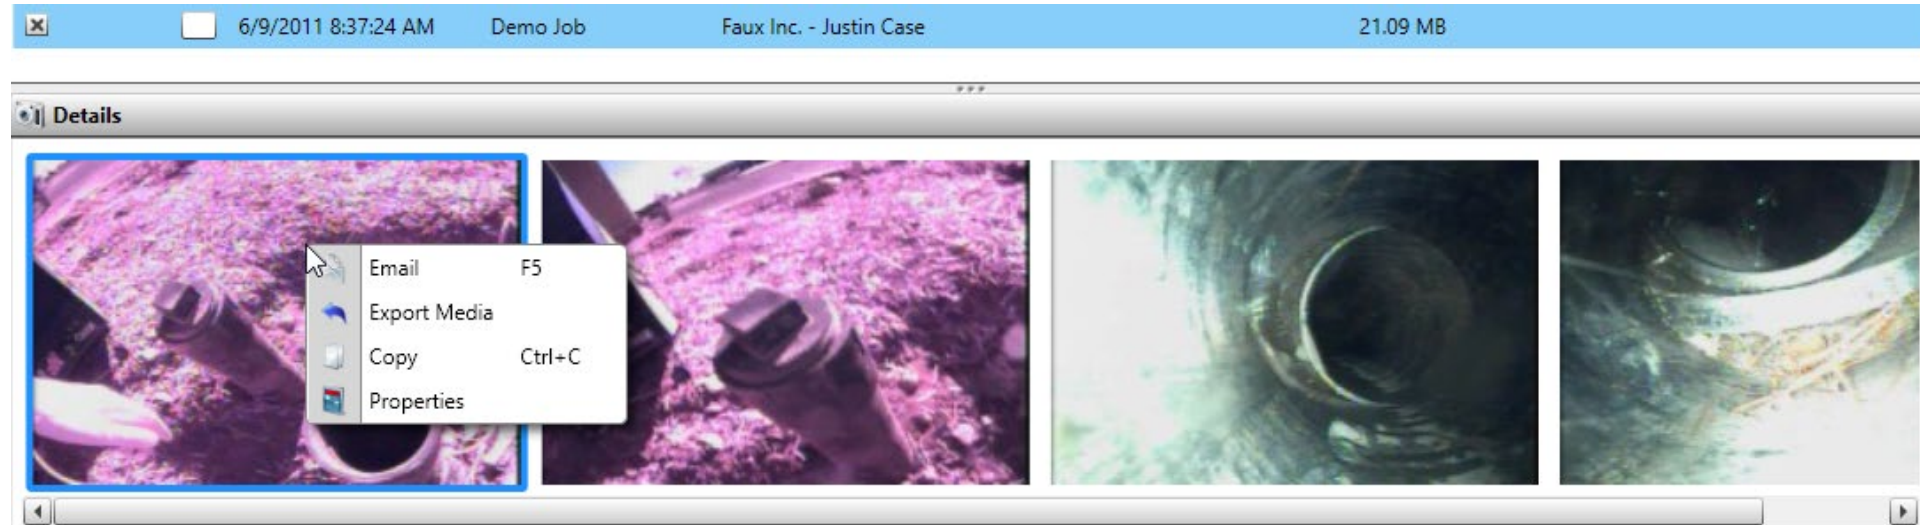 6/9/2011 8:37:24 AM Demo Job Faux Inc. - Justin Case 21.09 MB
Details
Email F5
Export Media
Copy Ctrl+C
Properties